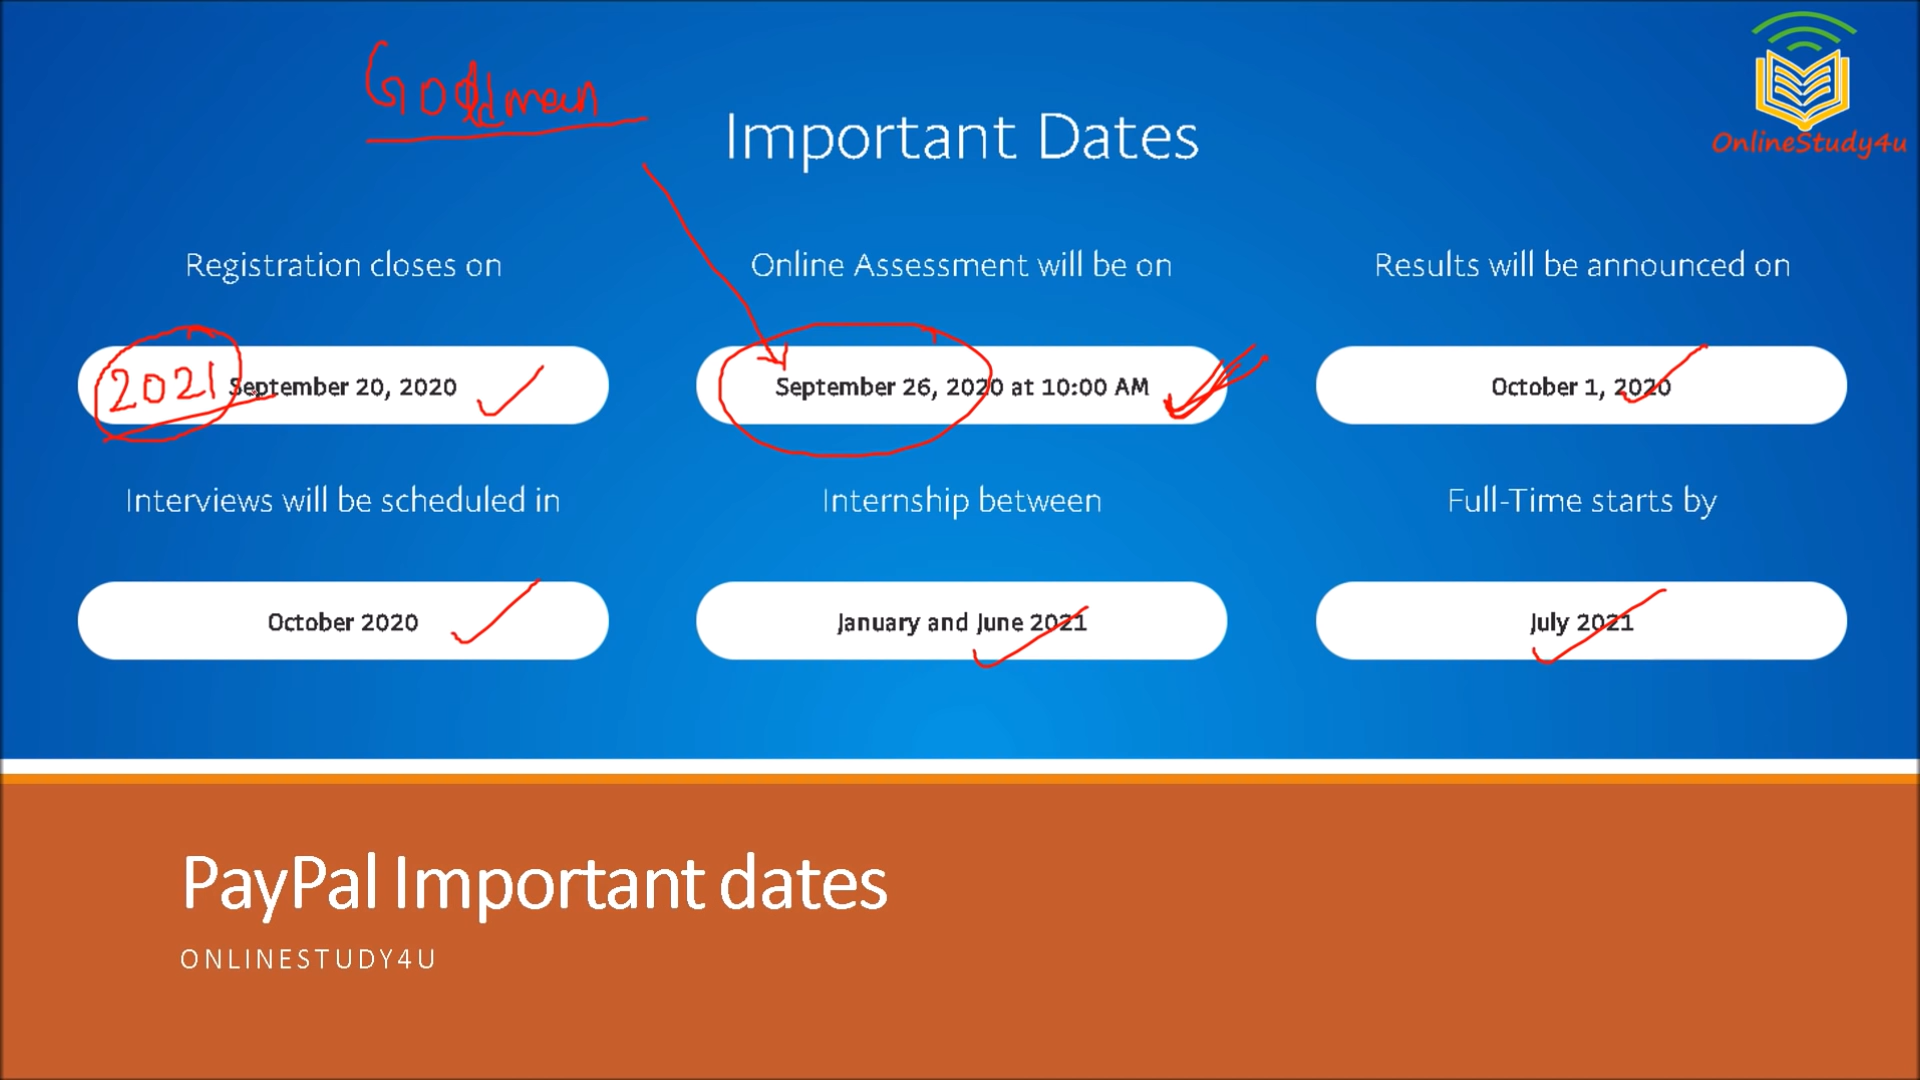 Goldman
Important Dates
OnlineStudy4u
Registration closes on
Online Assessment will be on
Results will be announced on
2021 September 20, 2020
September 26, 2020 at 10:00 AM
October 1, 2020
Interviews will be scheduled in
Internship between
Full-Time starts by
October 2020
January and June 2021
July 2021
PayPal Important dates
ONLINESTUDY4U